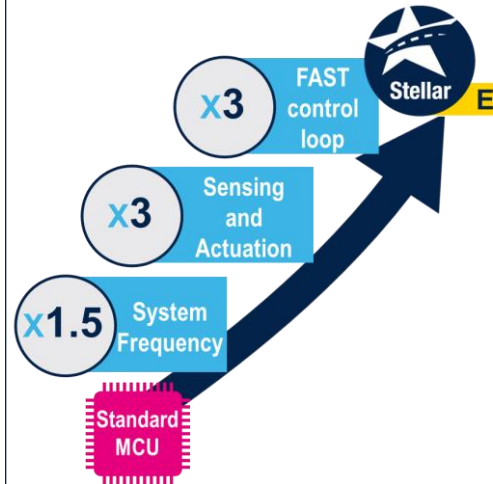 x3
FAST
control
loop
Stellar
E
x3
Sensing
and
Actuation
x1.5
System
Frequency
Standard
MCU